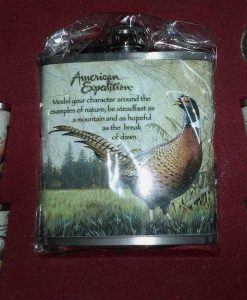 American
Expedition
Model your character around the
examples of nature; be steadfast as
a mountain and as hopeful
as the break
of dawn.